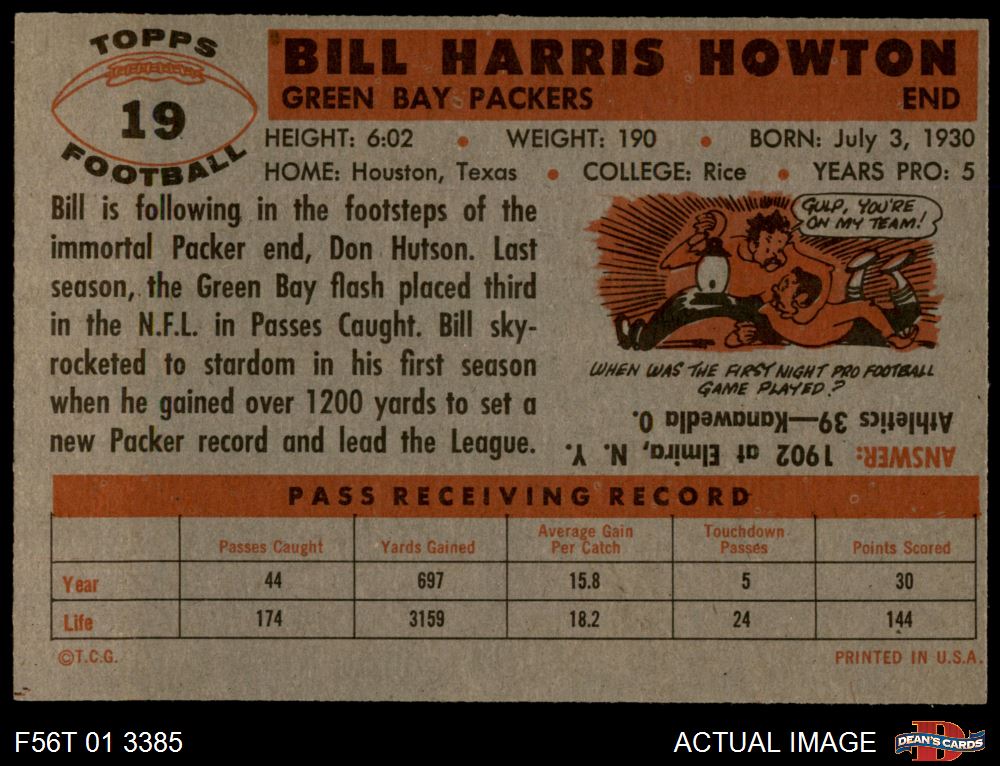 TOPPS
19
FOOTBALL
BILL HARRIS HOWTON
GREEN BAY PACKERS END
HEIGHT: 6:02 • WEIGHT: 190 • BORN: July 3, 1930
HOME: Houston, Texas • COLLEGE: Rice • YEARS PRO: 5
Bill is following in the footsteps of the
immortal Packer end, Don Hutson. Last
season, the Green Bay flash placed third
in the N.F.L. in Passes Caught. Bill sky-
rocketed to stardom in his first season
when he gained over 1200 yards to set a
new Packer record and lead the League.
GULP, YOU'RE
ON MY TEAM!
WHEN WAS THE FIRST NIGHT PRO FOOTBALL
GAME PLAYED?
ANSWER: 1902 at Elmira, N. Y.
Athletics 39—Kanawedla 0.
PASS RECEIVING RECORD
Passes Caught Yards Gained Average Gain Per Catch Touchdown Passes Points Scored
Year 44 697 15.8 5 30
Life 174 3159 18.2 24 144
©T.C.G. PRINTED IN U.S.A.
F56T 01 3385 ACTUAL IMAGE DEAN'S CARDS